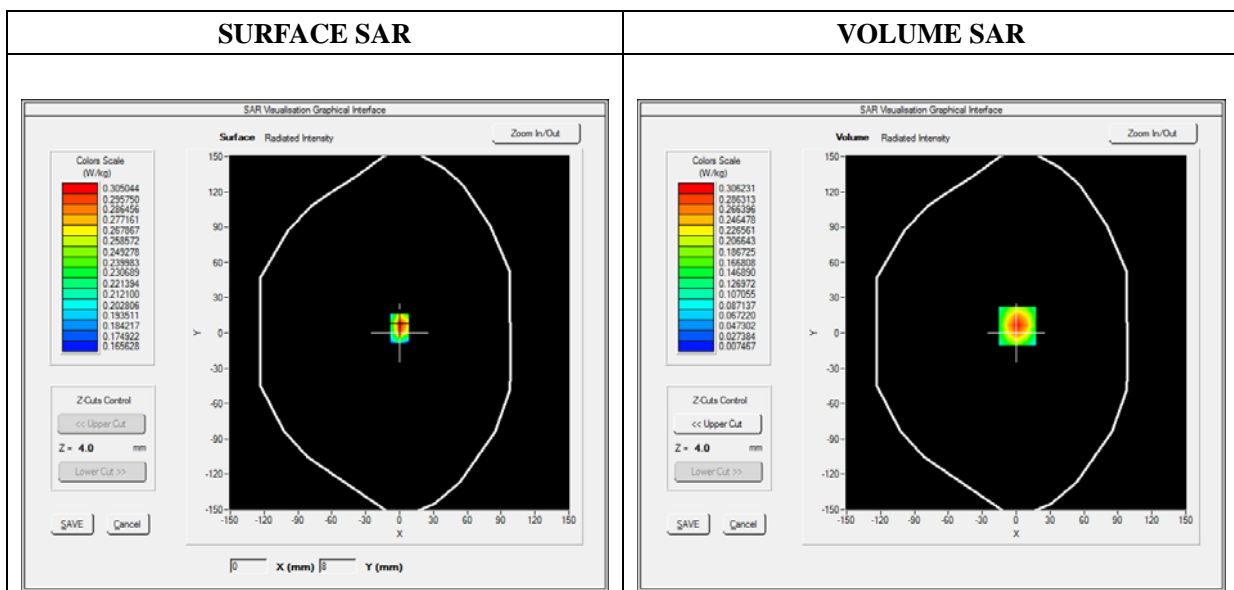 SURFACE SAR
VOLUME SAR
SAR Visualisation Graphical Interface
Surface Radiated Intensity
Zoom In/Out
Colors Scale
(W/kg)
0.305044
0.295750
0.286456
0.277161
0.267867
0.258572
0.249278
0.239983
0.230689
0.221394
0.212100
0.202806
0.193511
0.184217
0.174922
0.165628
Z-Cuts Control
<< Upper Cut
Z = 4.0 mm
Lower Cut >>
SAVE Cancel
150
120
90
60
30
0
-30
-60
-90
-120
-150
Y
-150 -120 -90 -60 -30 0 30 60 90 120 150
X
0 X (mm) 8 Y (mm)
SAR Visualisation Graphical Interface
Volume Radiated Intensity
Zoom In/Out
Colors Scale
(W/kg)
0.306231
0.286313
0.266396
0.246478
0.226561
0.206643
0.186725
0.166808
0.146890
0.126972
0.107055
0.087137
0.067220
0.047302
0.027384
0.007467
Z-Cuts Control
<< Upper Cut
Z = 4.0 mm
Lower Cut >>
SAVE Cancel
150
120
90
60
30
0
-30
-60
-90
-120
-150
Y
-150 -120 -90 -60 -30 0 30 60 90 120 150
X